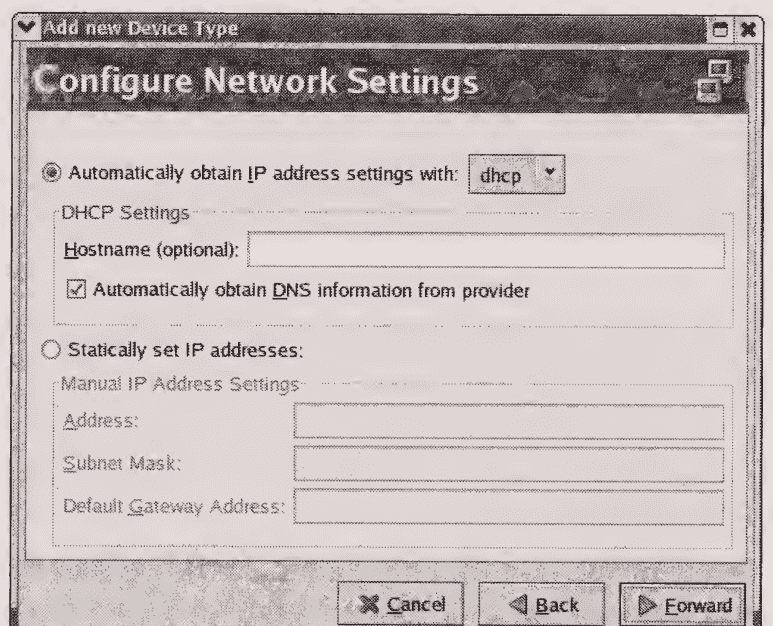 Add new Device Type
Configure Network Settings
Automatically obtain IP address settings with: dhcp
DHCP Settings
Hostname (optional):
Automatically obtain DNS information from provider
Statically set IP addresses:
Manual IP Address Settings
Address:
Subnet Mask:
Default Gateway Address:
Cancel Back Forward